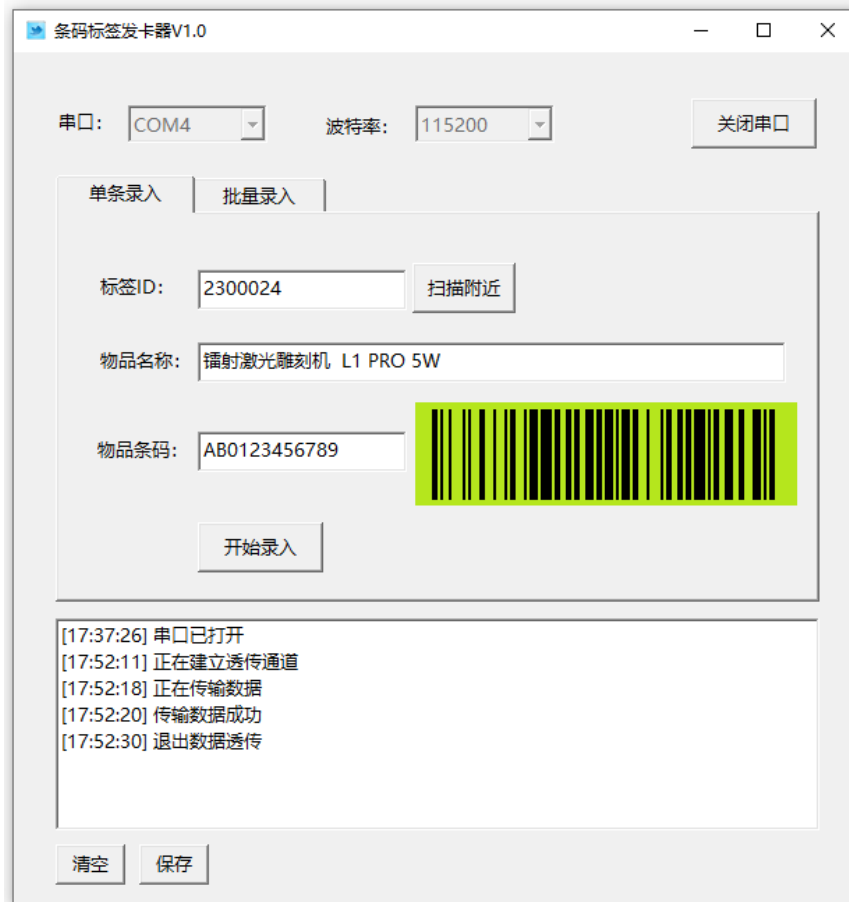 条码标签发卡器V1.0
串口: COM4 波特率: 115200 关闭串口
单条录入 批量录入
标签ID: 2300024 扫描附近
物品名称: 镭射激光雕刻机 L1 PRO 5W
物品条码: AB0123456789
开始录入
[17:37:26] 串口已打开
[17:52:11] 正在建立透传通道
[17:52:18] 正在传输数据
[17:52:20] 传输数据成功
[17:52:30] 退出数据透传
清空 保存